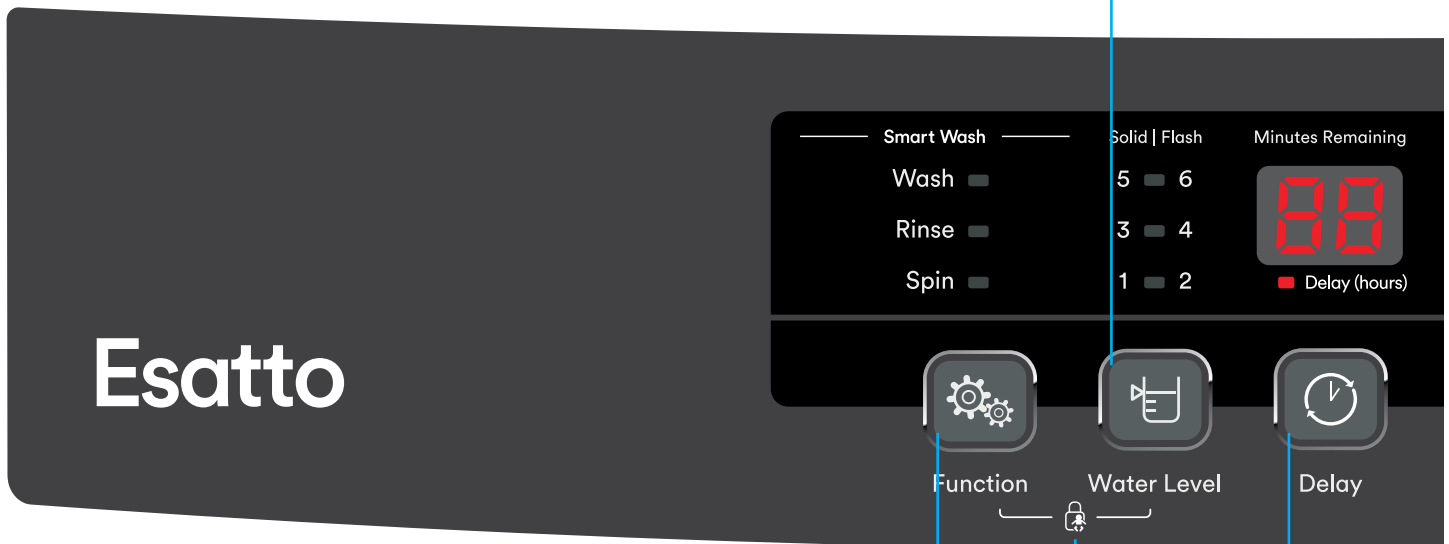 Smart Wash Solid | Flash Minutes Remaining
Wash 5 6 88
Rinse 3 4
Spin 1 2 Delay (hours)
Esatto
Function Water Level Delay